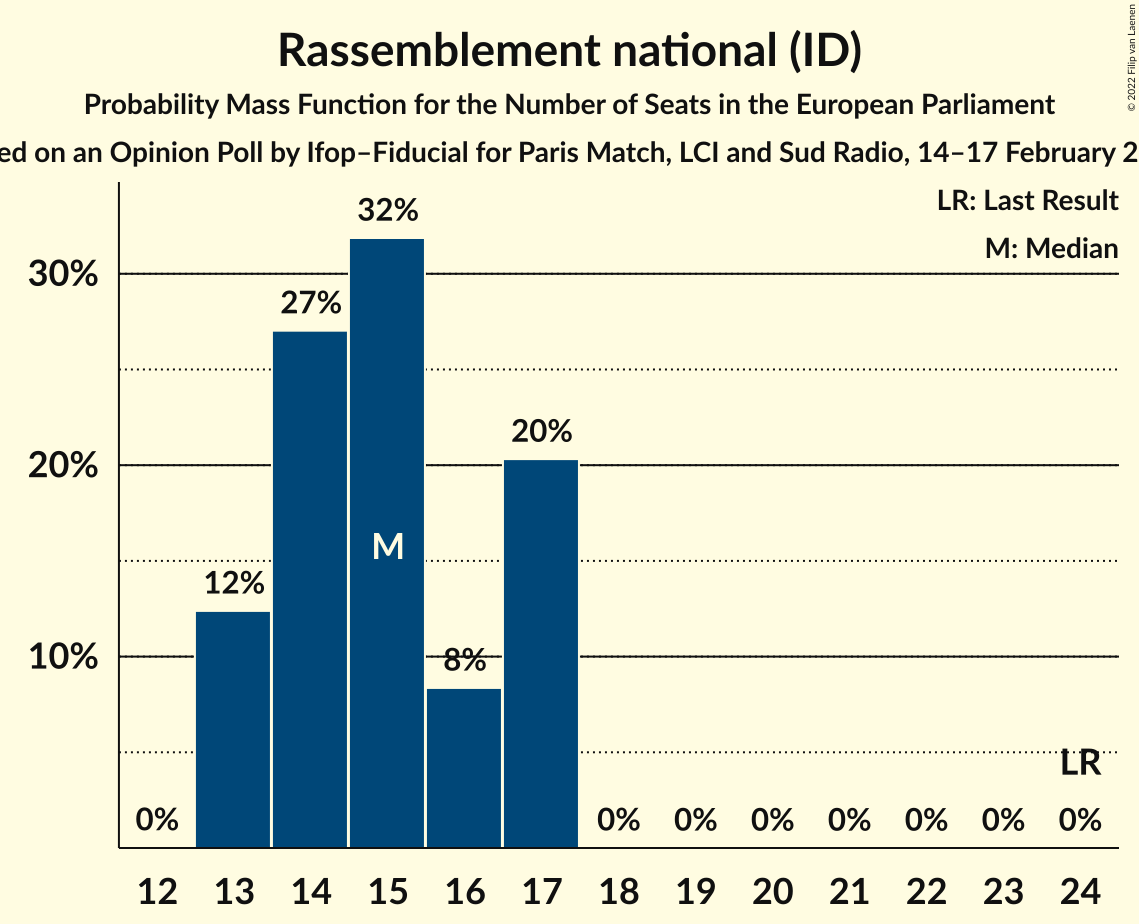 Rassemblement national (ID)
Probability Mass Function for the Number of Seats in the European Parliament
ed on an Opinion Poll by Ifop–Fiducial for Paris Match, LCI and Sud Radio, 14–17 February 2
© 2022 Filip van Laenen
LR: Last Result
M: Median
30%
20%
10%
0%
12%
27%
32%
8%
20%
0%
0%
0%
0%
0%
0%
0%
M
LR
12 13 14 15 16 17 18 19 20 21 22 23 24